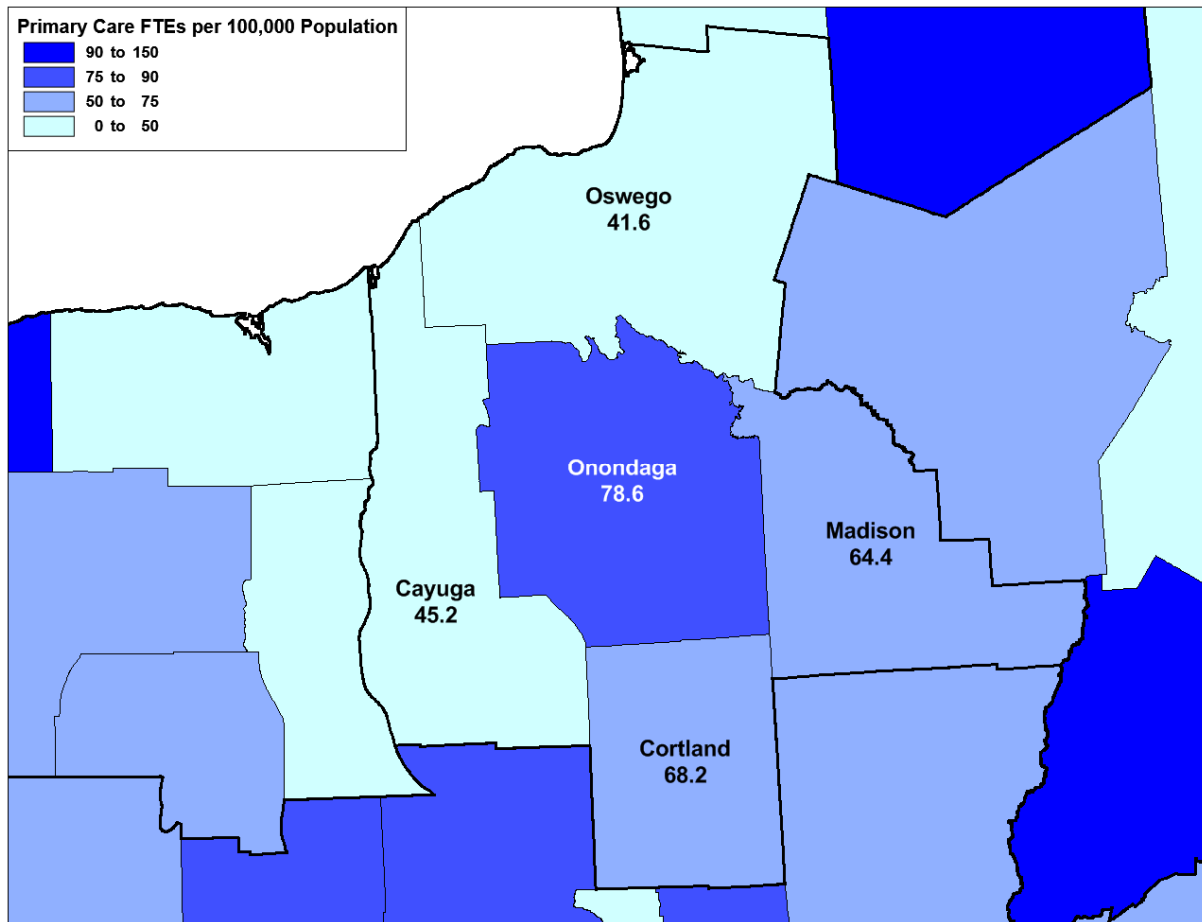 Primary Care FTEs per 100,000 Population
90 to 150
75 to 90
50 to 75
0 to 50
Oswego
41.6
Onondaga
78.6
Madison
64.4
Cayuga
45.2
Cortland
68.2